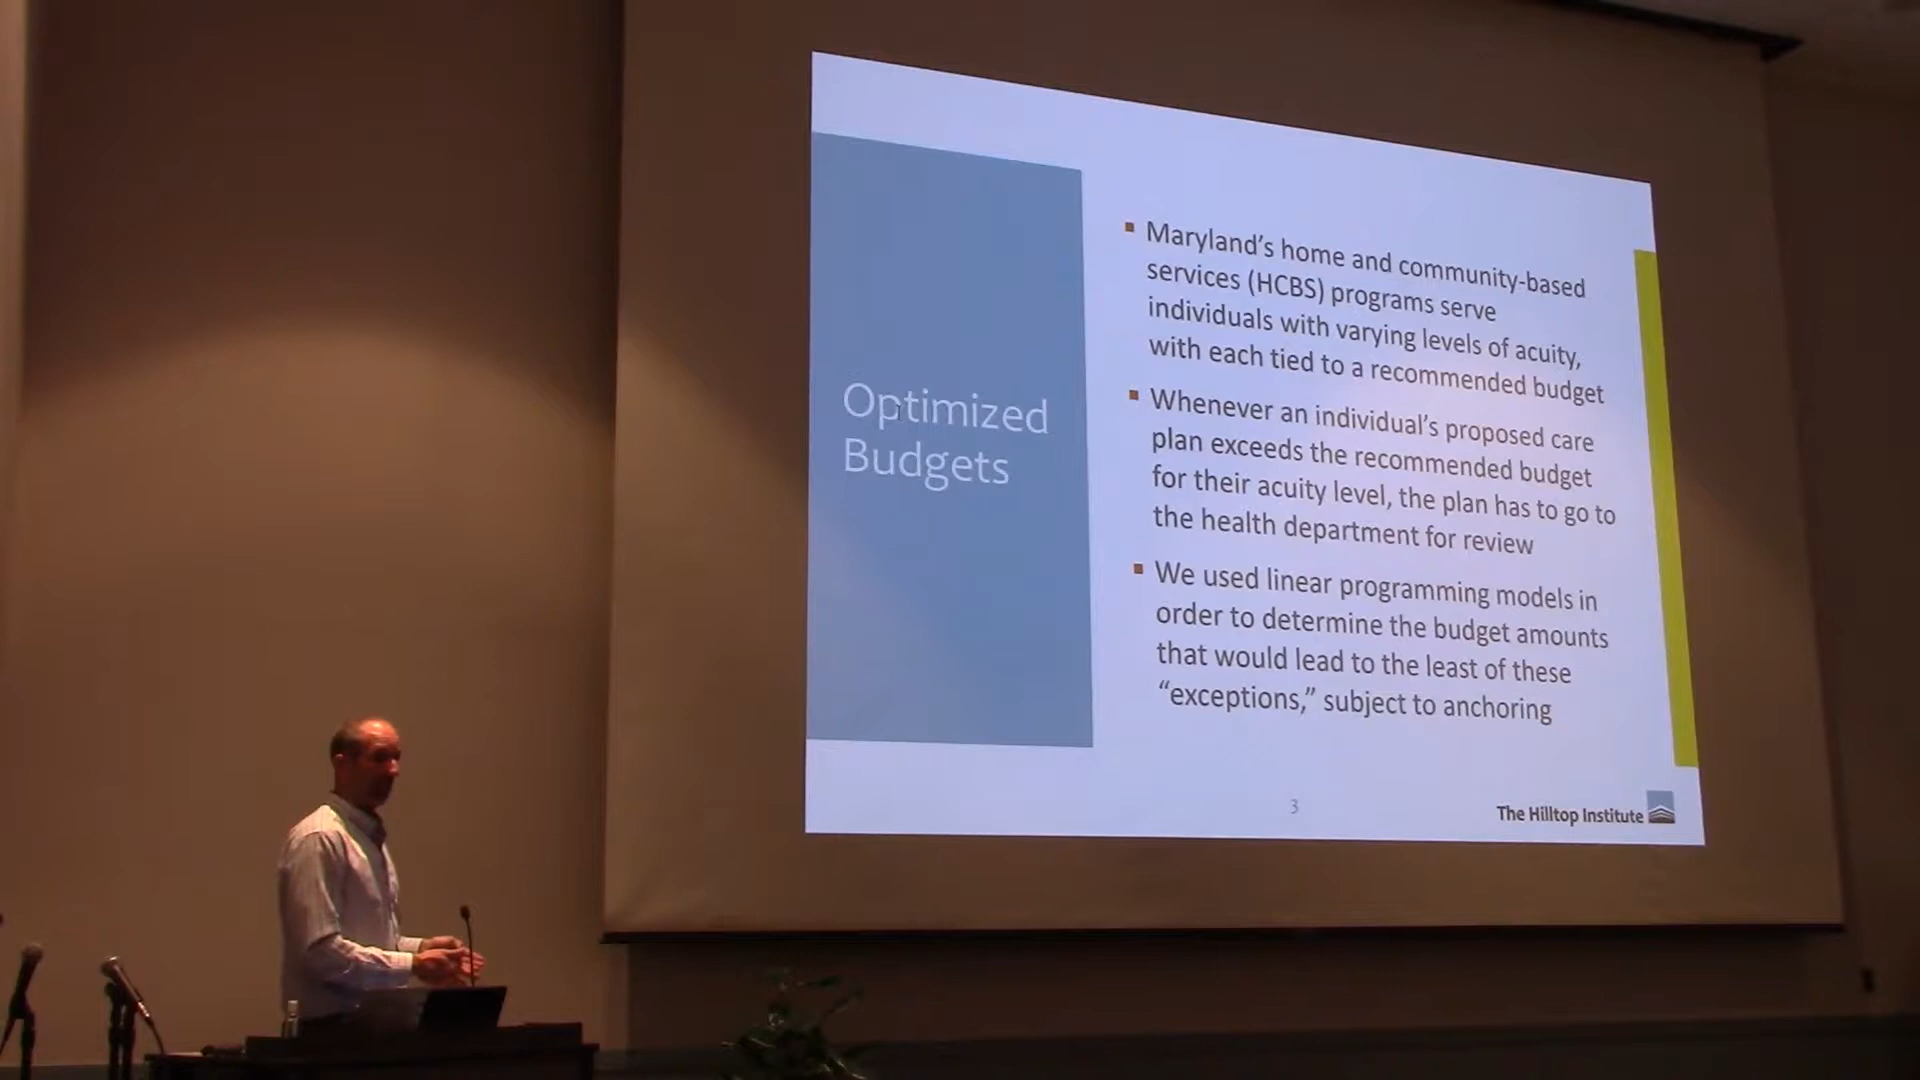 Optimized
Budgets
Maryland's home and community-based
services (HCBS) programs serve
individuals with varying levels of acuity,
with each tied to a recommended budget
Whenever an individual's proposed care
plan exceeds the recommended budget
for their acuity level, the plan has to go to
the health department for review
We used linear programming models in
order to determine the budget amounts
that would lead to the least of these
“exceptions,” subject to anchoring
3
The Hilltop Institute